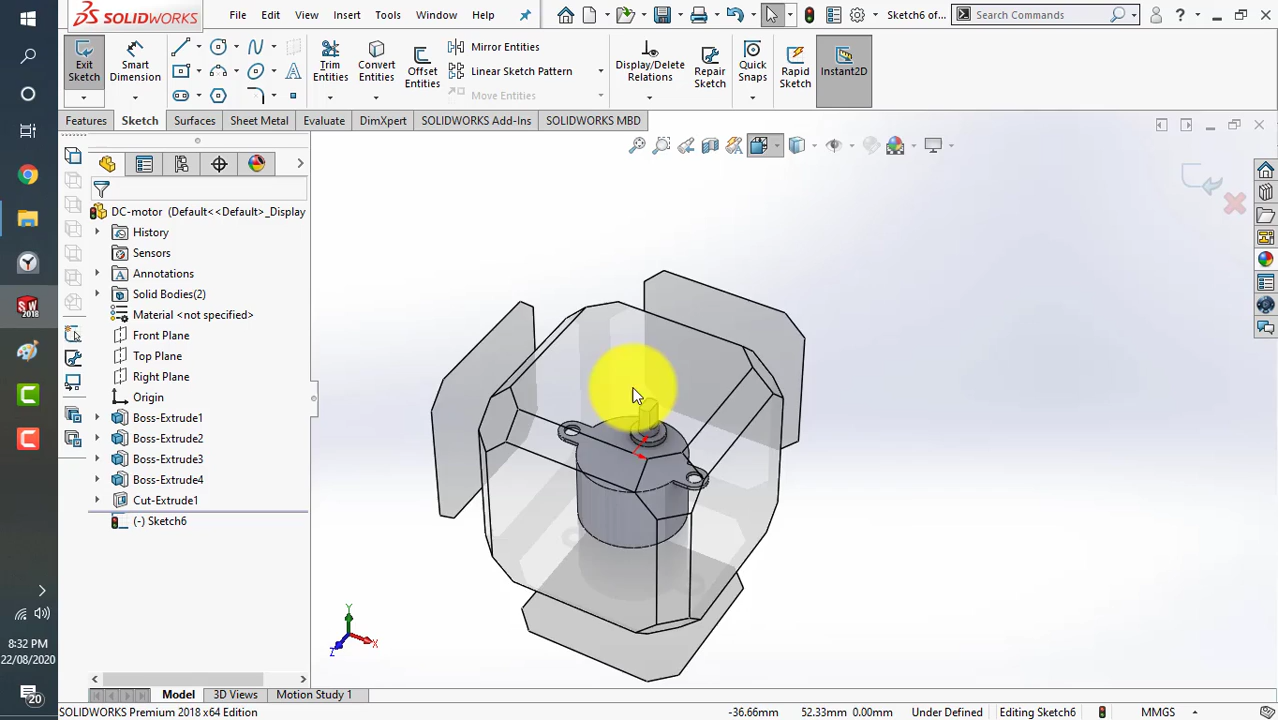 SOLIDWORKS
File
Edit
View
Insert
Tools
Window
Help
Sketch6 of...
Search Commands
Exit Sketch
Smart Dimension
Trim Entities
Convert Entities
Offset Entities
Mirror Entities
Linear Sketch Pattern
Move Entities
Display/Delete Relations
Repair Sketch
Quick Snaps
Rapid Sketch
Instant2D
Features
Sketch
Surfaces
Sheet Metal
Evaluate
DimXpert
SOLIDWORKS Add-Ins
SOLIDWORKS MBD
DC-motor (Default<<Default>_Display
History
Sensors
Annotations
Solid Bodies(2)
Material <not specified>
Front Plane
Top Plane
Right Plane
Origin
Boss-Extrude1
Boss-Extrude2
Boss-Extrude3
Boss-Extrude4
Cut-Extrude1
(-) Sketch6
SW
2018
Y
X
Z
8:32 PM
22/08/2020
20
Model
3D Views
Motion Study 1
SOLIDWORKS Premium 2018 x64 Edition
-36.66mm
52.33mm 0.00mm
Under Defined
Editing Sketch6
MMGS